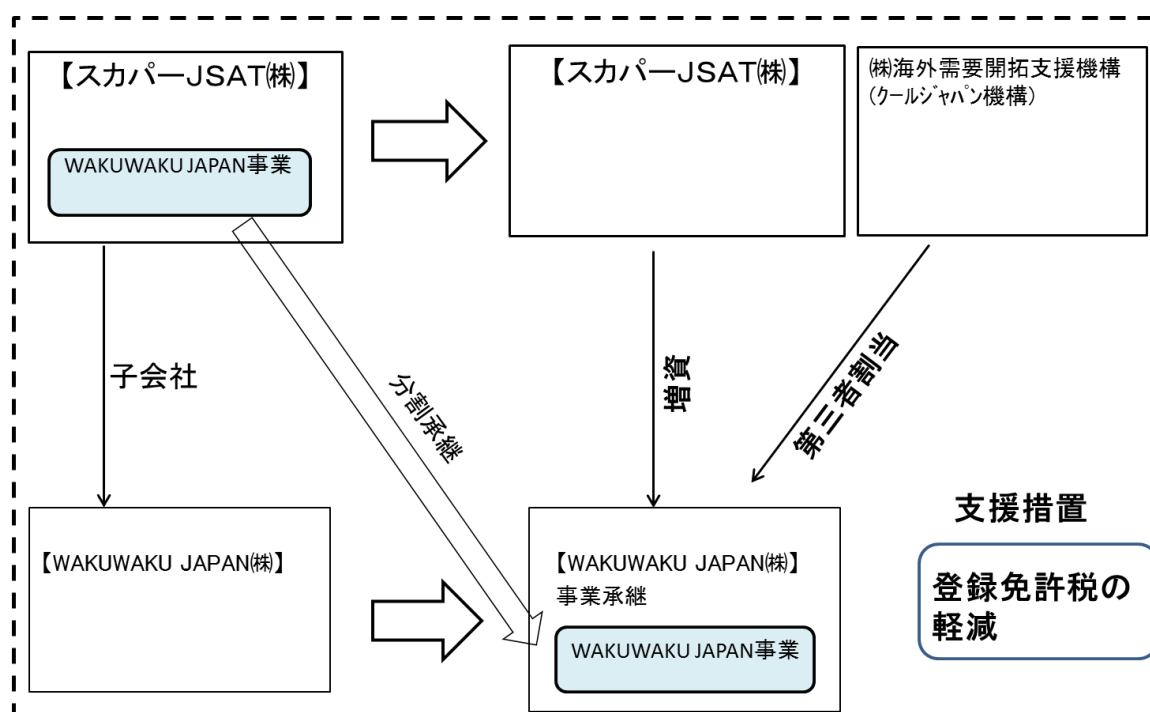 【スカパーJSAT㈱】
WAKUWAKU JAPAN事業
【スカパーJSAT㈱】
㈱海外需要開拓支援機構
(ｸｰﾙｼﾞｬﾊﾟﾝ機構)
子会社
分割承継
増資
第三者割当
【WAKUWAKU JAPAN㈱】
【WAKUWAKU JAPAN㈱】
事業承継
WAKUWAKU JAPAN事業
支援措置
登録免許税の
軽減